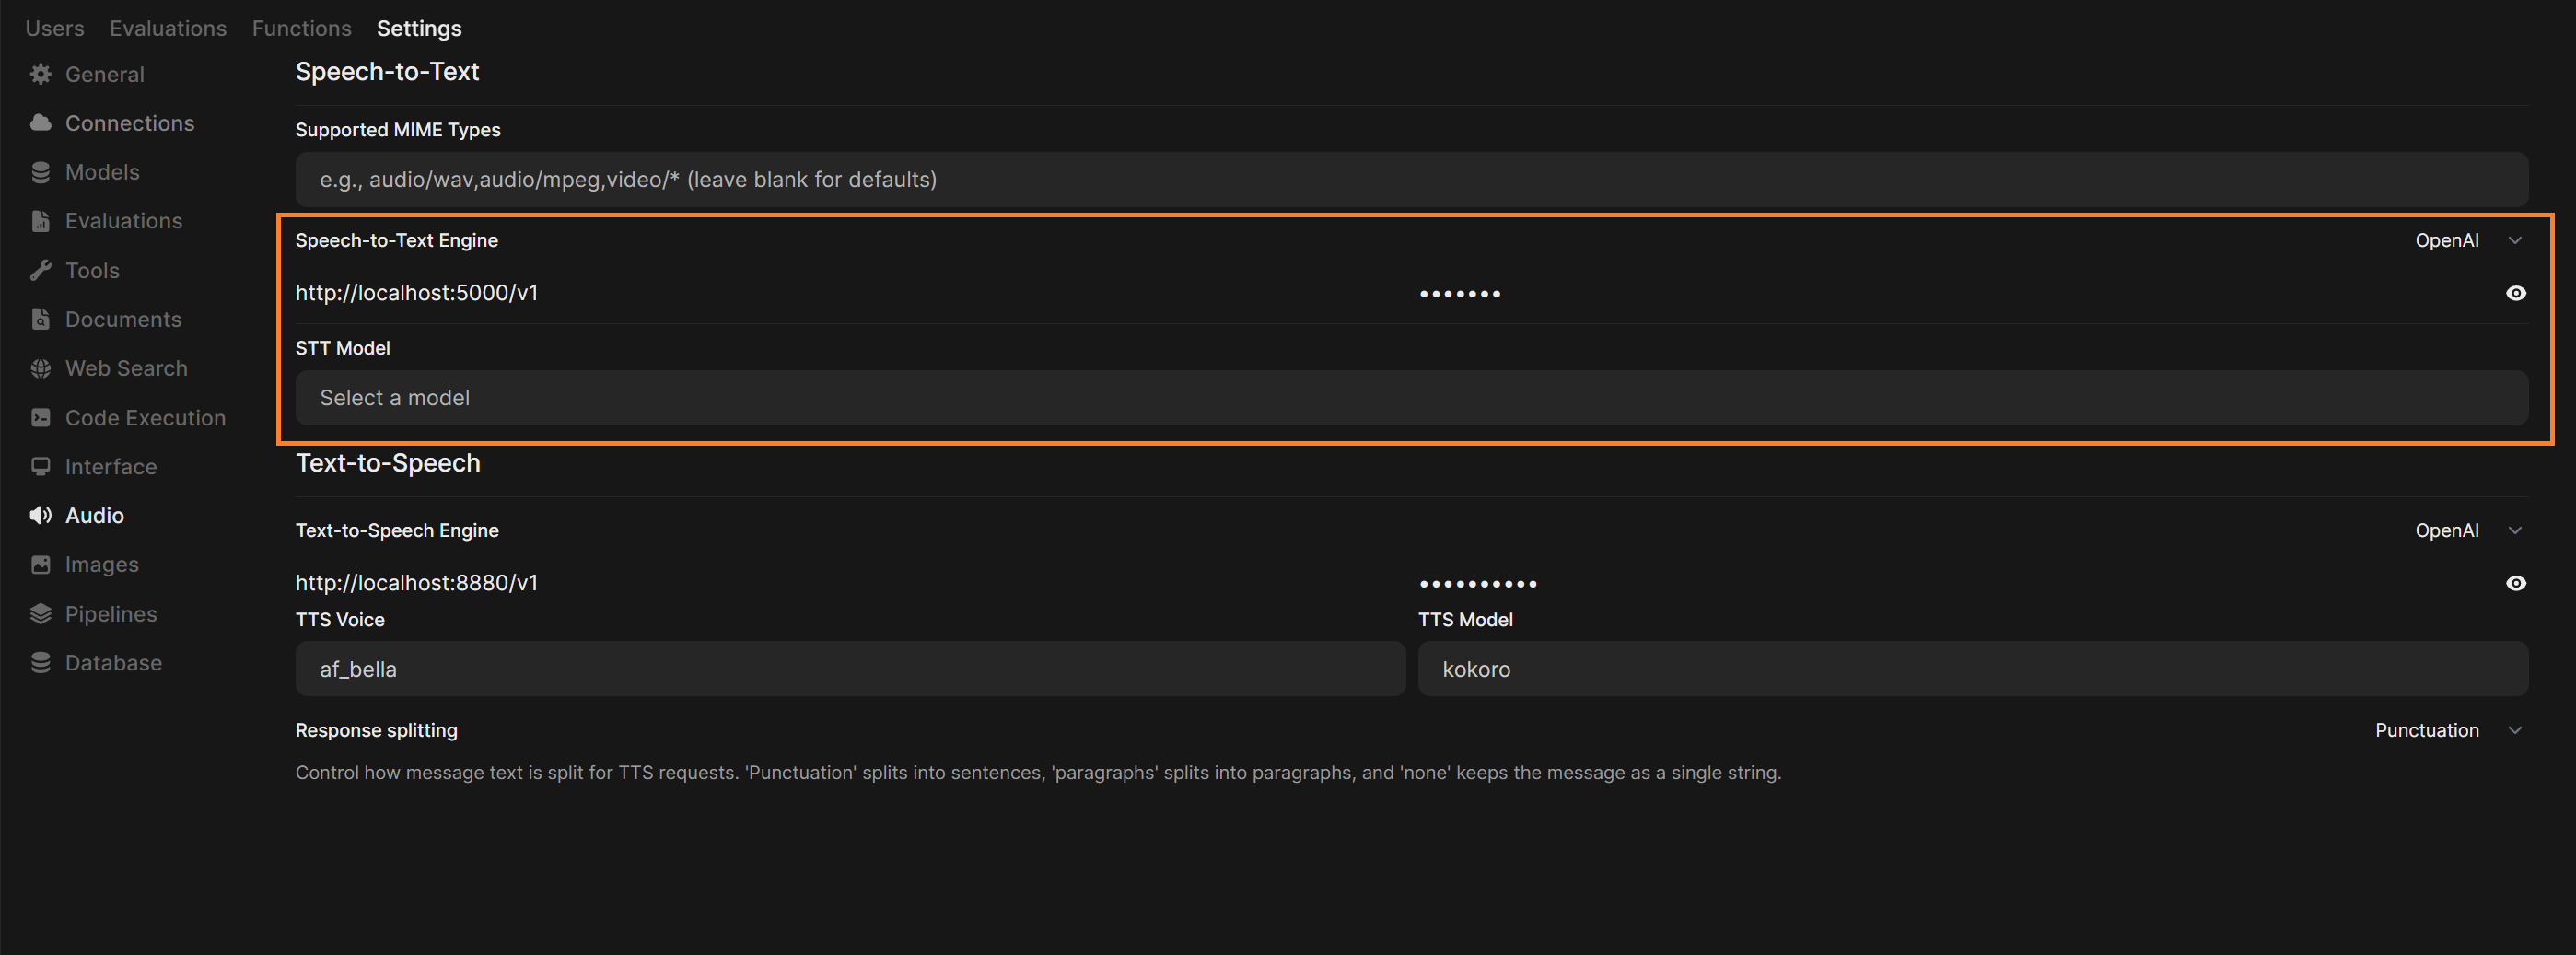 Users Evaluations Functions Settings
General
Connections
Models
Evaluations
Tools
Documents
Web Search
Code Execution
Interface
Audio
Images
Pipelines
Database
Speech-to-Text
Supported MIME Types
e.g., audio/wav,audio/mpeg,video/* (leave blank for defaults)
Speech-to-Text Engine OpenAI
http://localhost:5000/v1 •••••••
STT Model
Select a model
Text-to-Speech
Text-to-Speech Engine OpenAI
http://localhost:8880/v1 ••••••••••
TTS Voice TTS Model
af_bella kokoro
Response splitting Punctuation
Control how message text is split for TTS requests. 'Punctuation' splits into sentences, 'paragraphs' splits into paragraphs, and 'none' keeps the message as a single string.